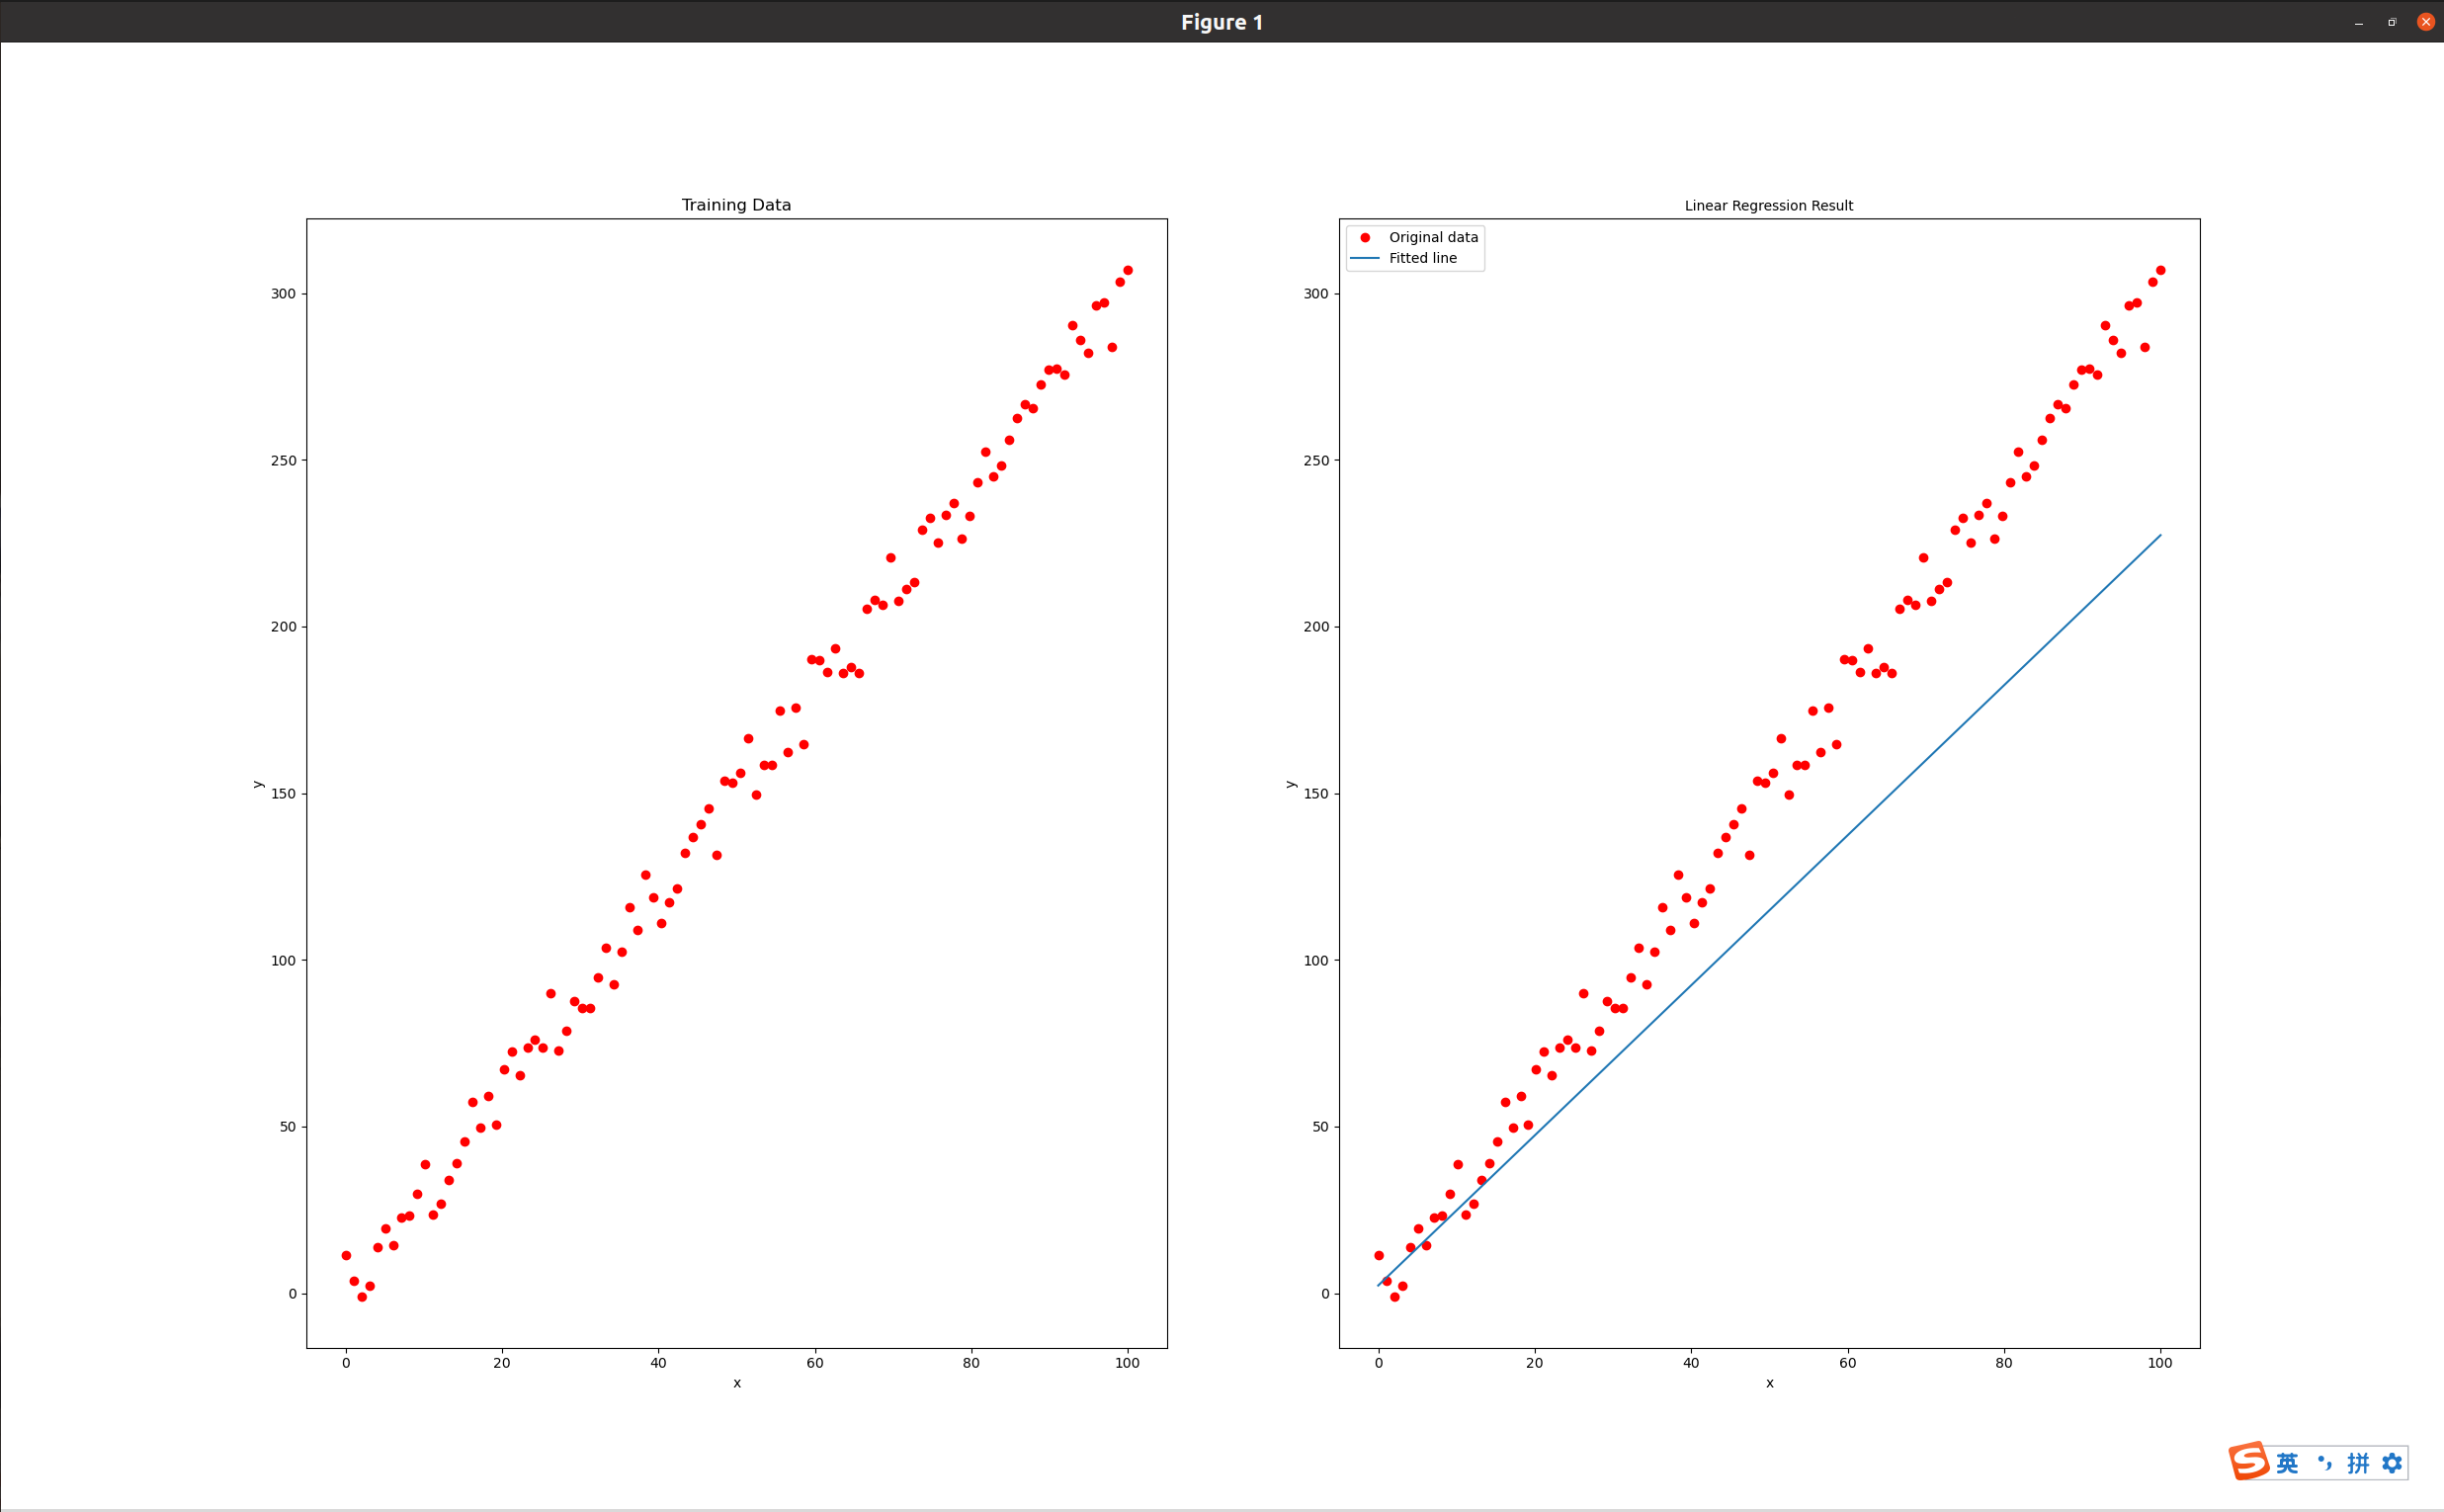 Figure 1
Training Data
300
250
200
150
100
50
0
y
0 20 40 60 80 100
x
Linear Regression Result
Original data
Fitted line
300
250
200
150
100
50
0
y
0 20 40 60 80 100
x
S 英 •, 拼